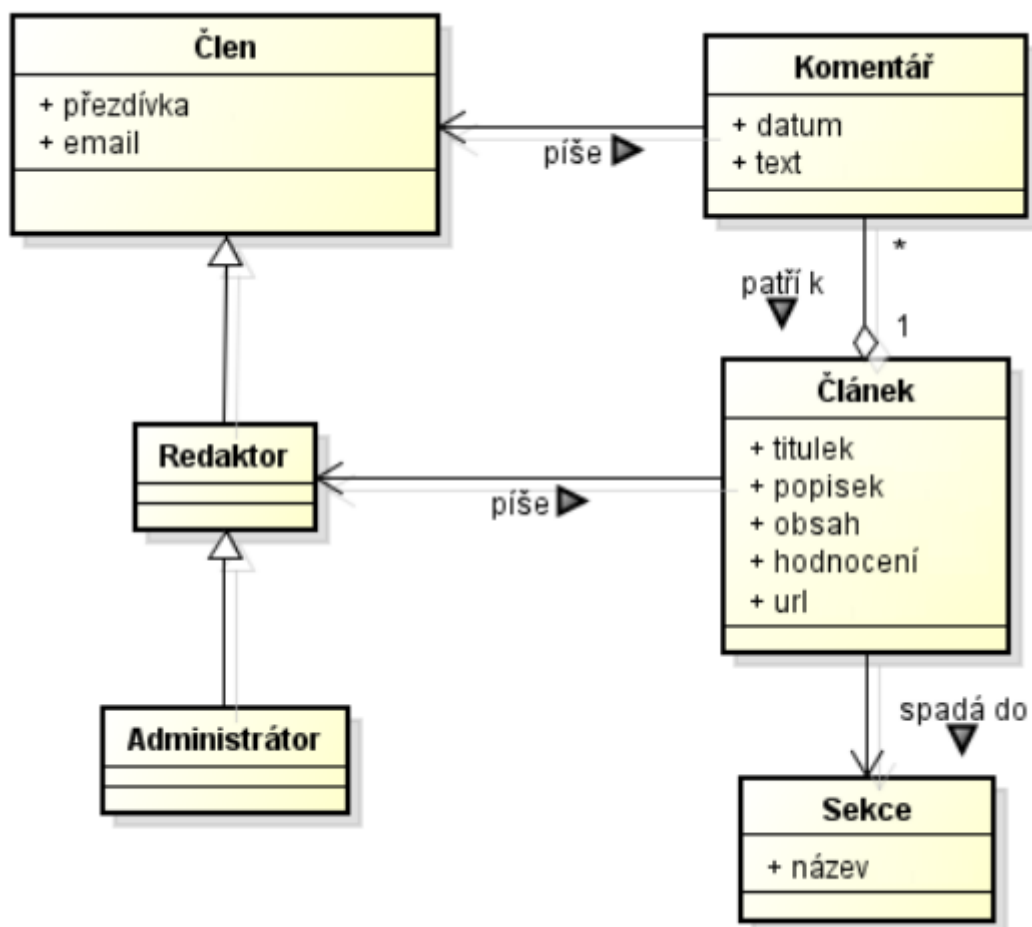 Člen
+ přezdívka
+ email
Komentář
+ datum
+ text
píše
*
patří k
1
Článek
+ titulek
+ popisek
+ obsah
+ hodnocení
+ url
Redaktor
píše
Administrátor
spadá do
Sekce
+ název